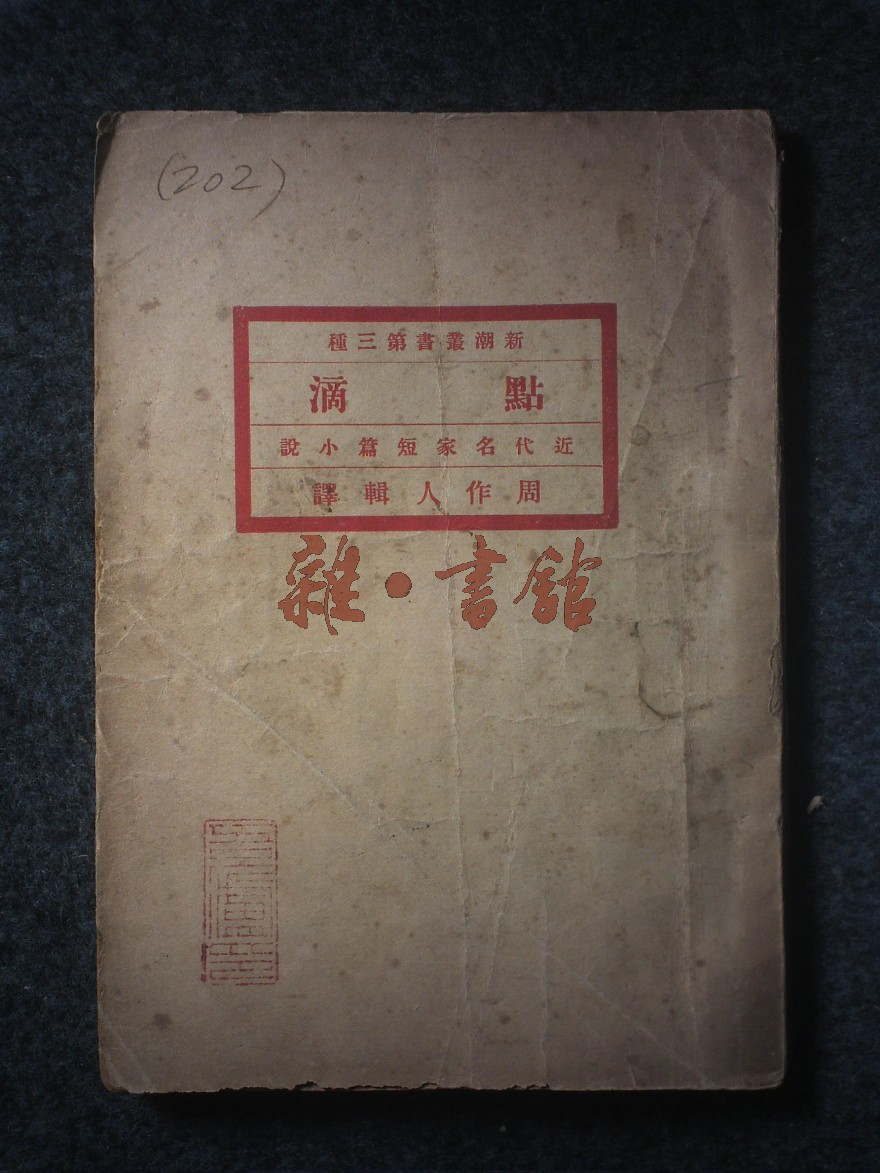 (202)
新潮叢書第三種
點滴
近代名家短篇小說
周作人輯譯
雜·書館